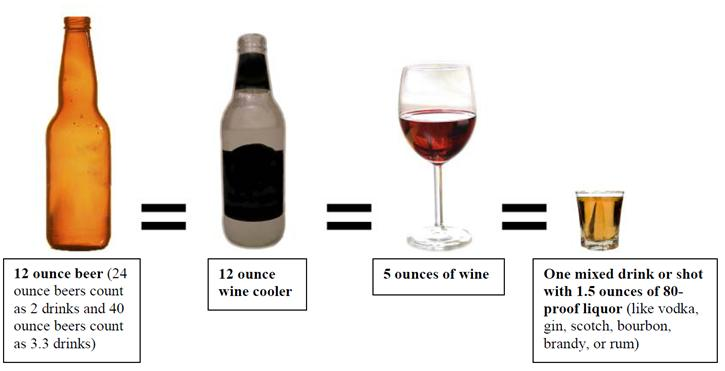 12 ounce beer (24
ounce beers count
as 2 drinks and 40
ounce beers count
as 3.3 drinks)
12 ounce
wine cooler
5 ounces of wine
One mixed drink or shot
with 1.5 ounces of 80-
proof liquor (like vodka,
gin, scotch, bourbon,
brandy, or rum)